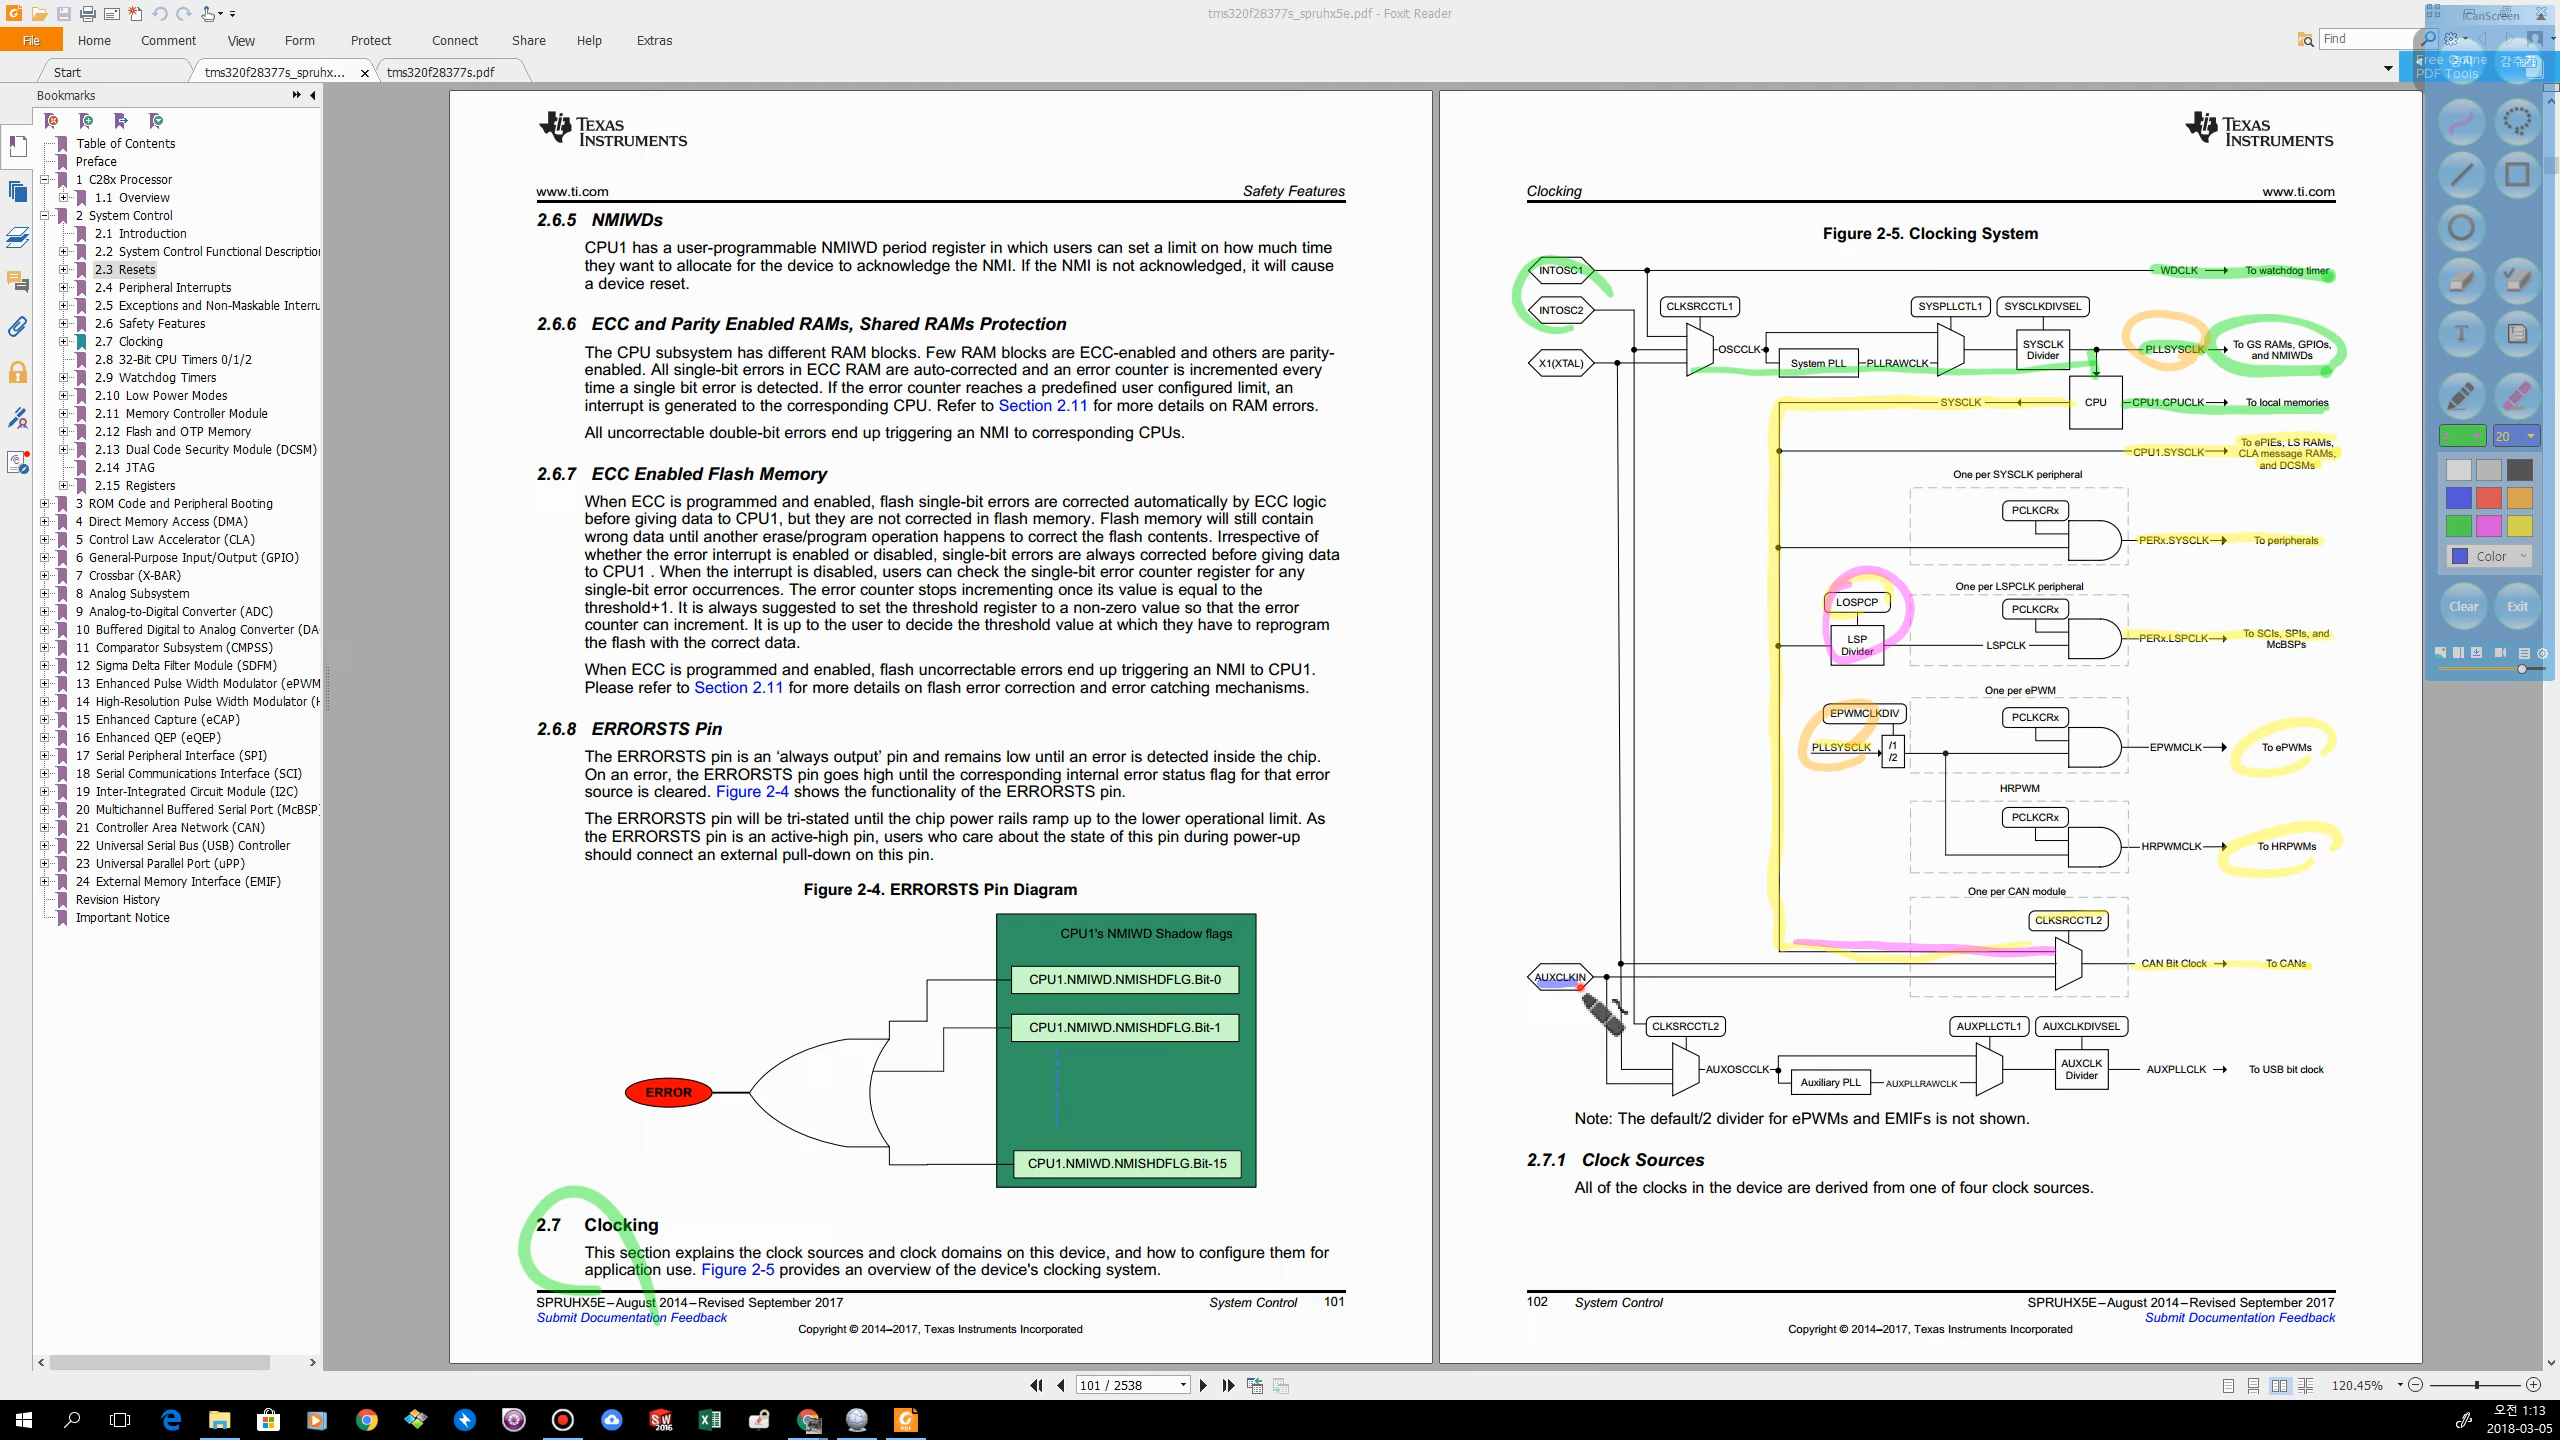 tms320f28377s_spruhx5e.pdf - Foxit Reader
iCanScreen
File
Home
Comment
View
Form
Protect
Connect
Share
Help
Extras
Find
Free Online
PDF Tools
중지
감추기
Start
tms320f28377s_spruhx...
tms320f28377s.pdf
Bookmarks
Table of Contents
Preface
1 C28x Processor
1.1 Overview
2 System Control
2.1 Introduction
2.2 System Control Functional Descriptio
2.3 Resets
2.4 Peripheral Interrupts
2.5 Exceptions and Non-Maskable Interru
2.6 Safety Features
2.7 Clocking
2.8 32-Bit CPU Timers 0/1/2
2.9 Watchdog Timers
2.10 Low Power Modes
2.11 Memory Controller Module
2.12 Flash and OTP Memory
2.13 Dual Code Security Module (DCSM)
2.14 JTAG
2.15 Registers
3 ROM Code and Peripheral Booting
4 Direct Memory Access (DMA)
5 Control Law Accelerator (CLA)
6 General-Purpose Input/Output (GPIO)
7 Crossbar (X-BAR)
8 Analog Subsystem
9 Analog-to-Digital Converter (ADC)
10 Buffered Digital to Analog Converter (DA
11 Comparator Subsystem (CMPSS)
12 Sigma Delta Filter Module (SDFM)
13 Enhanced Pulse Width Modulator (ePWM
14 High-Resolution Pulse Width Modulator (H
15 Enhanced Capture (eCAP)
16 Enhanced QEP (eQEP)
17 Serial Peripheral Interface (SPI)
18 Serial Communications Interface (SCI)
19 Inter-Integrated Circuit Module (I2C)
20 Multichannel Buffered Serial Port (McBSP
21 Controller Area Network (CAN)
22 Universal Serial Bus (USB) Controller
23 Universal Parallel Port (uPP)
24 External Memory Interface (EMIF)
Revision History
Important Notice
TEXAS
INSTRUMENTS
www.ti.com
Safety Features
2.6.5 NMIWDs
CPU1 has a user-programmable NMIWD period register in which users can set a limit on how much time
they want to allocate for the device to acknowledge the NMI. If the NMI is not acknowledged, it will cause
a device reset.
2.6.6 ECC and Parity Enabled RAMs, Shared RAMs Protection
The CPU subsystem has different RAM blocks. Few RAM blocks are ECC-enabled and others are parity-
enabled. All single-bit errors in ECC RAM are auto-corrected and an error counter is incremented every
time a single bit error is detected. If the error counter reaches a predefined user configured limit, an
interrupt is generated to the corresponding CPU. Refer to Section 2.11 for more details on RAM errors.
All uncorrectable double-bit errors end up triggering an NMI to corresponding CPUs.
2.6.7 ECC Enabled Flash Memory
When ECC is programmed and enabled, flash single-bit errors are corrected automatically by ECC logic
before giving data to CPU1, but they are not corrected in flash memory. Flash memory will still contain
wrong data until another erase/program operation happens to correct the flash contents. Irrespective of
whether the error interrupt is enabled or disabled, single-bit errors are always corrected before giving data
to CPU1 . When the interrupt is disabled, users can check the single-bit error counter register for any
single-bit error occurrences. The error counter stops incrementing once its value is equal to the
threshold+1. It is always suggested to set the threshold register to a non-zero value so that the error
counter can increment. It is up to the user to decide the threshold value at which they have to reprogram
the flash with the correct data.
When ECC is programmed and enabled, flash uncorrectable errors end up triggering an NMI to CPU1.
Please refer to Section 2.11 for more details on flash error correction and error catching mechanisms.
2.6.8 ERRORSTS Pin
The ERRORSTS pin is an ‘always output’ pin and remains low until an error is detected inside the chip.
On an error, the ERRORSTS pin goes high until the corresponding internal error status flag for that error
source is cleared. Figure 2-4 shows the functionality of the ERRORSTS pin.
The ERRORSTS pin will be tri-stated until the chip power rails ramp up to the lower operational limit. As
the ERRORSTS pin is an active-high pin, users who care about the state of this pin during power-up
should connect an external pull-down on this pin.
Figure 2-4. ERRORSTS Pin Diagram
CPU1's NMIWD Shadow flags
CPU1.NMIWD.NMISHDFLG.Bit-0
CPU1.NMIWD.NMISHDFLG.Bit-1
ERROR
CPU1.NMIWD.NMISHDFLG.Bit-15
2.7 Clocking
This section explains the clock sources and clock domains on this device, and how to configure them for
application use. Figure 2-5 provides an overview of the device's clocking system.
SPRUHX5E–August 2014–Revised September 2017
System Control 101
Submit Documentation Feedback
Copyright © 2014–2017, Texas Instruments Incorporated
TEXAS
INSTRUMENTS
Clocking
www.ti.com
Figure 2-5. Clocking System
INTOSC1
WDCLK
To watchdog timer
INTOSC2
CLKSRCCTL1
SYSPLLCTL1
SYSCLKDIVSEL
X1(XTAL)
OSCCLK
System PLL
PLLRAWCLK
SYSCLK
Divider
PLLSYSCLK
To GS RAMs, GPIOs,
and NMIWDs
SYSCLK
CPU
CPU1.CPUCLK
To local memories
CPU1.SYSCLK
To ePIEs, LS RAMs,
CLA message RAMs,
and DCSMs
One per SYSCLK peripheral
PCLKCRx
PERx.SYSCLK
To peripherals
One per LSPCLK peripheral
LOSPCP
PCLKCRx
LSP
Divider
LSPCLK
PERx.LSPCLK
To SCIs, SPIs, and
McBSPs
One per ePWM
EPWMCLKDIV
PCLKCRx
PLLSYSCLK
/1
/2
EPWMCLK
To ePWMs
HRPWM
PCLKCRx
HRPWMCLK
To HRPWMs
One per CAN module
CLKSRCCTL2
CAN Bit Clock
To CANs
AUXCLKIN
CLKSRCCTL2
AUXPLLCTL1
AUXCLKDIVSEL
AUXOSCCLK
Auxiliary PLL
AUXPLLRAWCLK
AUXCLK
Divider
AUXPLLCLK
To USB bit clock
Note: The default/2 divider for ePWMs and EMIFs is not shown.
2.7.1 Clock Sources
All of the clocks in the device are derived from one of four clock sources.
102 System Control
SPRUHX5E–August 2014–Revised September 2017
Submit Documentation Feedback
Copyright © 2014–2017, Texas Instruments Incorporated
20
Color
Clear
Exit
101 / 2538
120.45%
오전 1:13
2018-03-05